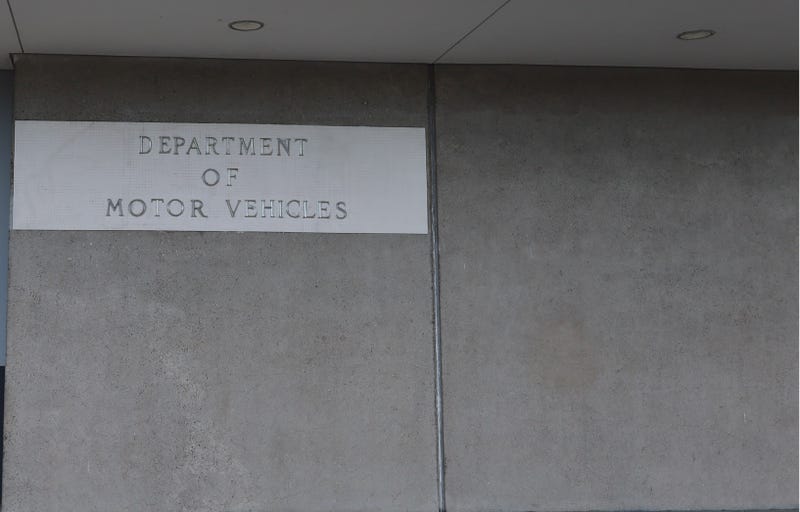 DEPARTMENT
OF
MOTOR VEHICLES